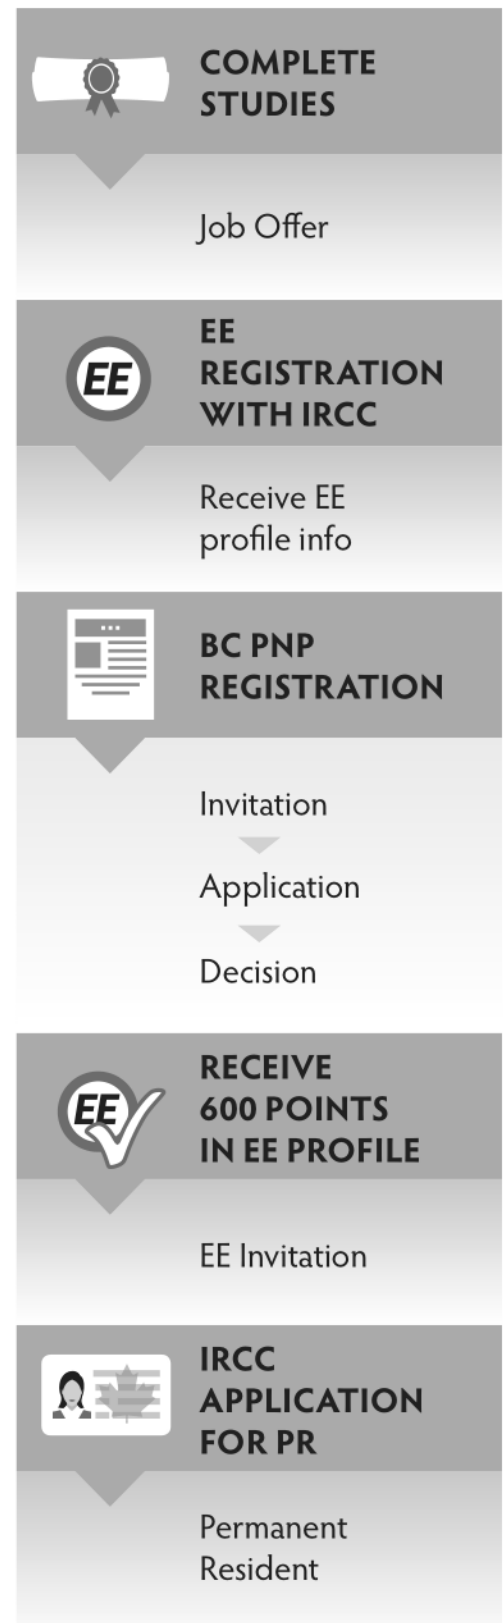 COMPLETE
STUDIES
Job Offer
EE
EE
REGISTRATION
WITH IRCC
Receive EE
profile info
BC PNP
REGISTRATION
Invitation
Application
Decision
EE
RECEIVE
600 POINTS
IN EE PROFILE
EE Invitation
IRCC
APPLICATION
FOR PR
Permanent
Resident